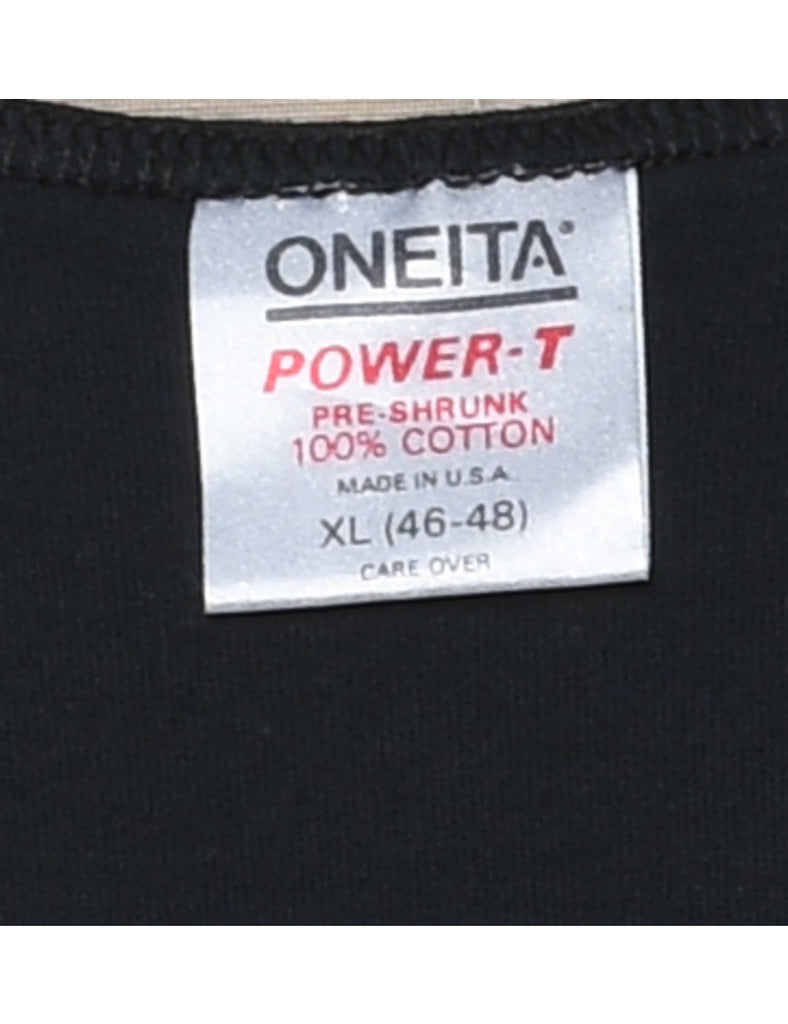 ONEITA®
POWER-T
PRE-SHRUNK
100% COTTON
MADE IN U.S.A.
XL (46-48)
CARE OVER